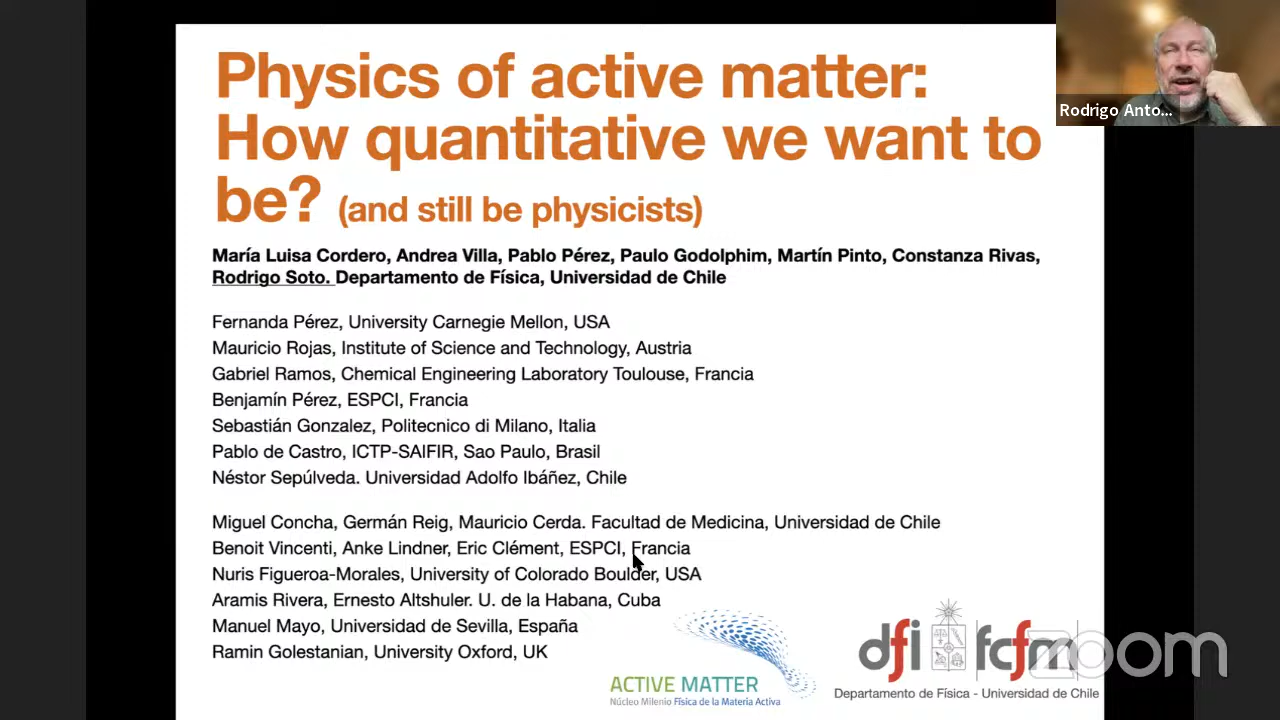 Physics of active matter:
How quantitative we want to
be? (and still be physicists)
Rodrigo Anto...
María Luisa Cordero, Andrea Villa, Pablo Pérez, Paulo Godolphim, Martín Pinto, Constanza Rivas,
Rodrigo Soto. Departamento de Física, Universidad de Chile
Fernanda Pérez, University Carnegie Mellon, USA
Mauricio Rojas, Institute of Science and Technology, Austria
Gabriel Ramos, Chemical Engineering Laboratory Toulouse, Francia
Benjamín Pérez, ESPCI, Francia
Sebastián Gonzalez, Politecnico di Milano, Italia
Pablo de Castro, ICTP-SAIFIR, Sao Paulo, Brasil
Néstor Sepúlveda. Universidad Adolfo Ibáñez, Chile
Miguel Concha, Germán Reig, Mauricio Cerda. Facultad de Medicina, Universidad de Chile
Benoit Vincenti, Anke Lindner, Eric Clément, ESPCI, Francia
Nuris Figueroa-Morales, University of Colorado Boulder, USA
Aramis Rivera, Ernesto Altshuler. U. de la Habana, Cuba
Manuel Mayo, Universidad de Sevilla, España
Ramin Golestanian, University Oxford, UK
ACTIVE MATTER
Núcleo Milenio Física de la Materia Activa
dfi fcfm
zoom
Departamento de Física - Universidad de Chile